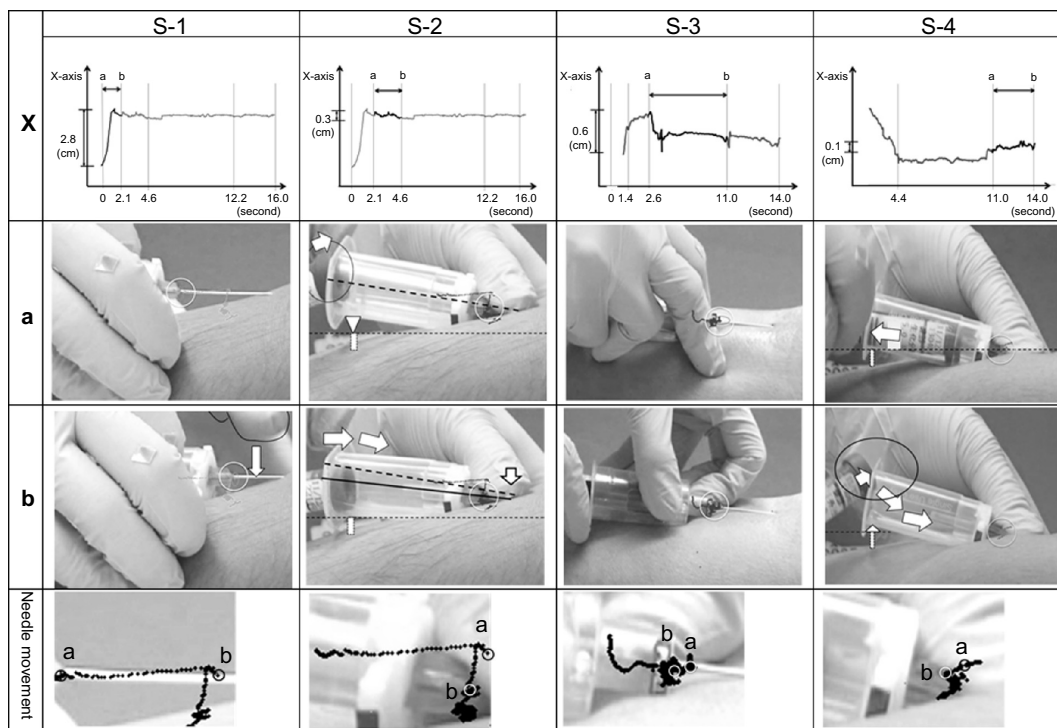 S-1 S-2 S-3 S-4
X
X-axis a b
2.8
(cm)
0 2.1 4.6 12.2 16.0
(second)
X-axis a b
0.3
(cm)
0 2.1 4.6 12.2 16.0
(second)
X-axis a b
0.6
(cm)
0 1.4 2.6 11.0 14.0
(second)
X-axis a b
0.1
(cm)
4.4 11.0 14.0
(second)
a
b
Needle movement
a b
a
b
b a
a
b